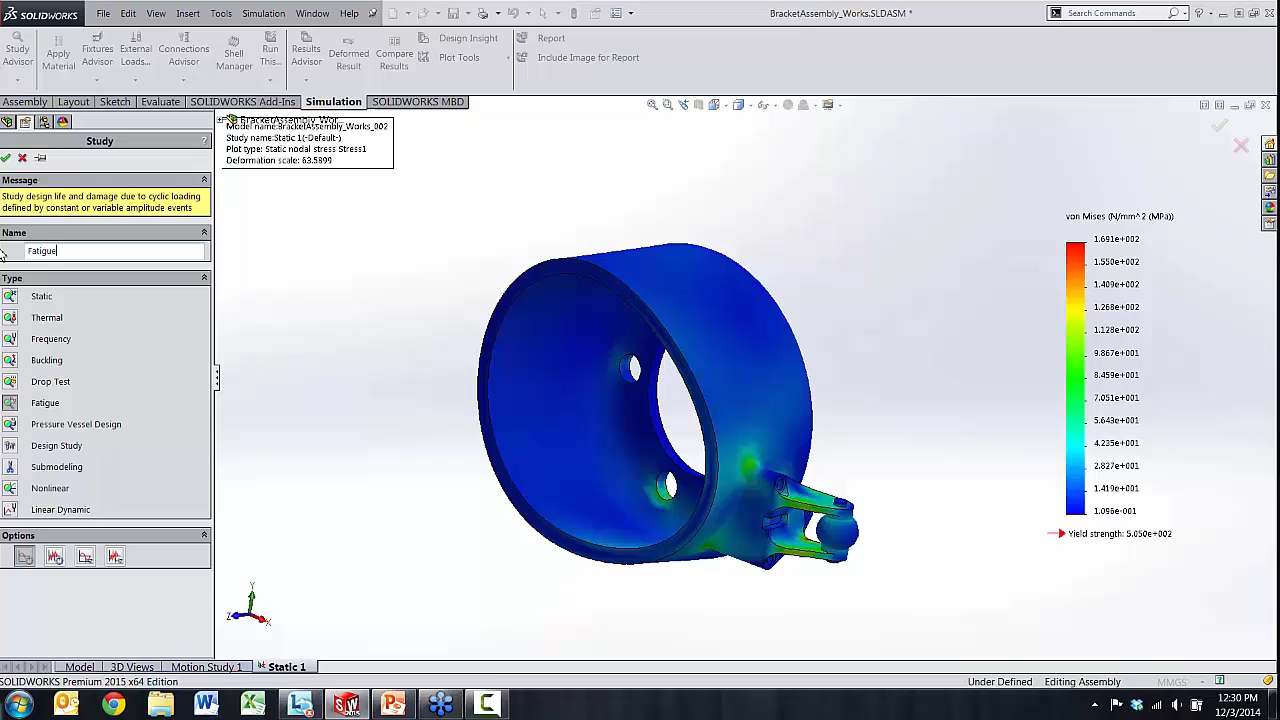 SOLIDWORKS File Edit View Insert Tools Simulation Window Help BracketAssembly_Works.SLDASM * Search Commands
Study Advisor
Apply Material
Fixtures Advisor
External Loads...
Connections Advisor
Shell Manager
Run This...
Results Advisor
Deformed Result
Compare Results
Design Insight
Plot Tools
Report
Include Image for Report
Assembly Layout Sketch Evaluate SOLIDWORKS Add-Ins Simulation SOLIDWORKS MBD
Study ?
Message
Study design life and damage due to cyclic loading
defined by constant or variable amplitude events
Name
Fatigue
Type
Static
Thermal
Frequency
Buckling
Drop Test
Fatigue
Pressure Vessel Design
Design Study
Submodeling
Nonlinear
Linear Dynamic
Options
BracketAssembly_Wor...
Model name:BracketAssembly_Works_002
Study name:Static 1(-Default-)
Plot type: Static nodal stress Stress1
Deformation scale: 63.5899
von Mises (N/mm^2 (MPa))
1.691e+002
1.550e+002
1.409e+002
1.268e+002
1.128e+002
9.867e+001
8.459e+001
7.051e+001
5.643e+001
4.235e+001
2.827e+001
1.419e+001
1.096e-001
Yield strength: 5.050e+002
Y
Z
X
Model 3D Views Motion Study 1 Static 1
SOLIDWORKS Premium 2015 x64 Edition Under Defined Editing Assembly MMGS
12:30 PM
12/3/2014